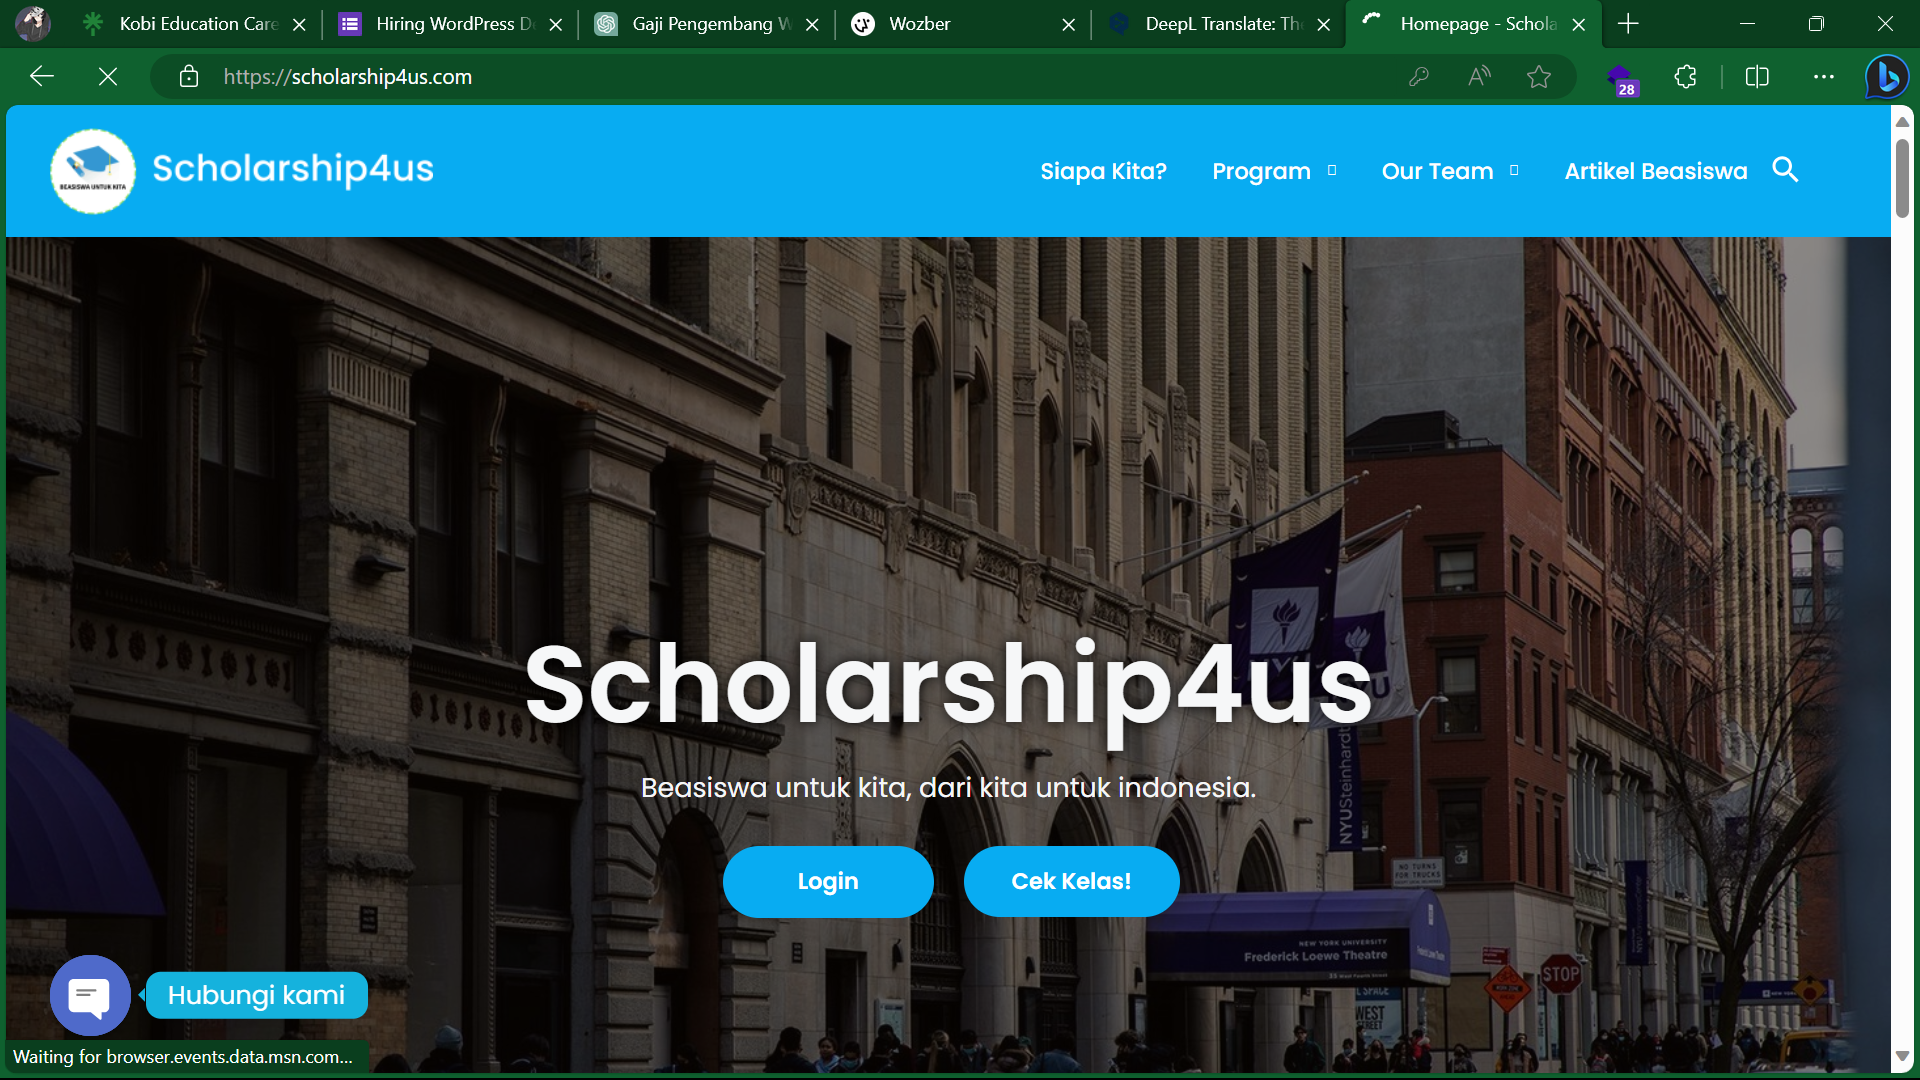 Kobi Education Care
Hiring WordPress De
Gaji Pengembang W
Wozber
DeepL Translate: The
Homepage - Schola
https://scholarship4us.com
28
BEASISWA UNTUK KITA
Scholarship4us
Siapa Kita?
Program
Our Team
Artikel Beasiswa
Scholarship4us
Beasiswa untuk kita, dari kita untuk indonesia.
Login
Cek Kelas!
NYUSteinhardt
NO TURNS
FOR TRUCKS
NEW YORK UNIVERSITY
Frederick Loewe Theatre
STOP
WEST
Hubungi kami
Waiting for browser.events.data.msn.com...